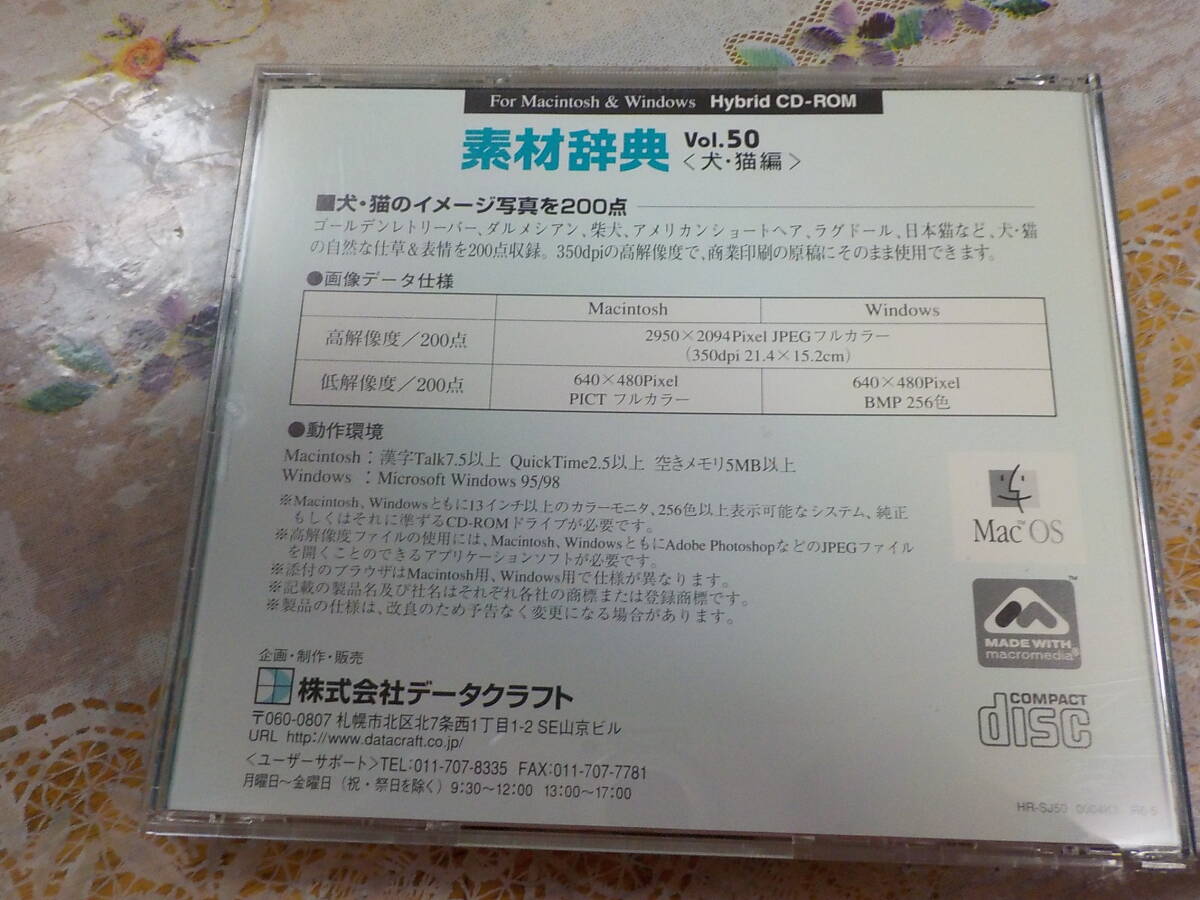 For Macintosh & Windows Hybrid CD-ROM
素材辞典 Vol.50
〈犬・猫編〉
■犬・猫のイメージ写真を200点
ゴールデンレトリーバー、ダルメシアン、柴犬、アメリカンショートヘア、ラグドール、日本猫など、犬・猫
の自然な仕草&表情を200点収録。350dpiの高解像度で、商業印刷の原稿にそのまま使用できます。
●画像データ仕様
Macintosh Windows
高解像度/200点 2950×2094Pixel JPEGフルカラー
(350dpi 21.4×15.2cm)
低解像度/200点 640×480Pixel 640×480Pixel
PICT フルカラー BMP 256色
●動作環境
Macintosh:漢字Talk7.5以上 QuickTime2.5以上 空きメモリ5MB以上
Windows :Microsoft Windows 95/98
※Macintosh、Windowsともに13インチ以上のカラーモニタ、256色以上表示可能なシステム、純正
もしくはそれに準ずるCD-ROMドライブが必要です。
※高解像度ファイルの使用には、Macintosh、WindowsともにAdobe PhotoshopなどのJPEGファイル
を開くことのできるアプリケーションソフトが必要です。
※添付のブラウザはMacintosh用、Windows用で仕様が異なります。
※記載の製品名及び社名はそれぞれ各社の商標または登録商標です。
※製品の仕様は、改良のため予告なく変更になる場合があります。
Mac™OS
MADE WITH
macromedia®
™
企画・制作・販売
株式会社データクラフト
〒060-0807 札幌市北区北7条西1丁目1-2 SE山京ビル
URL http://www.datacraft.co.jp/
〈ユーザーサポート〉TEL:011-707-8335 FAX:011-707-7781
月曜日〜金曜日(祝・祭日を除く)9:30〜12:00 13:00〜17:00
COMPACT
disc
HR-SJ50